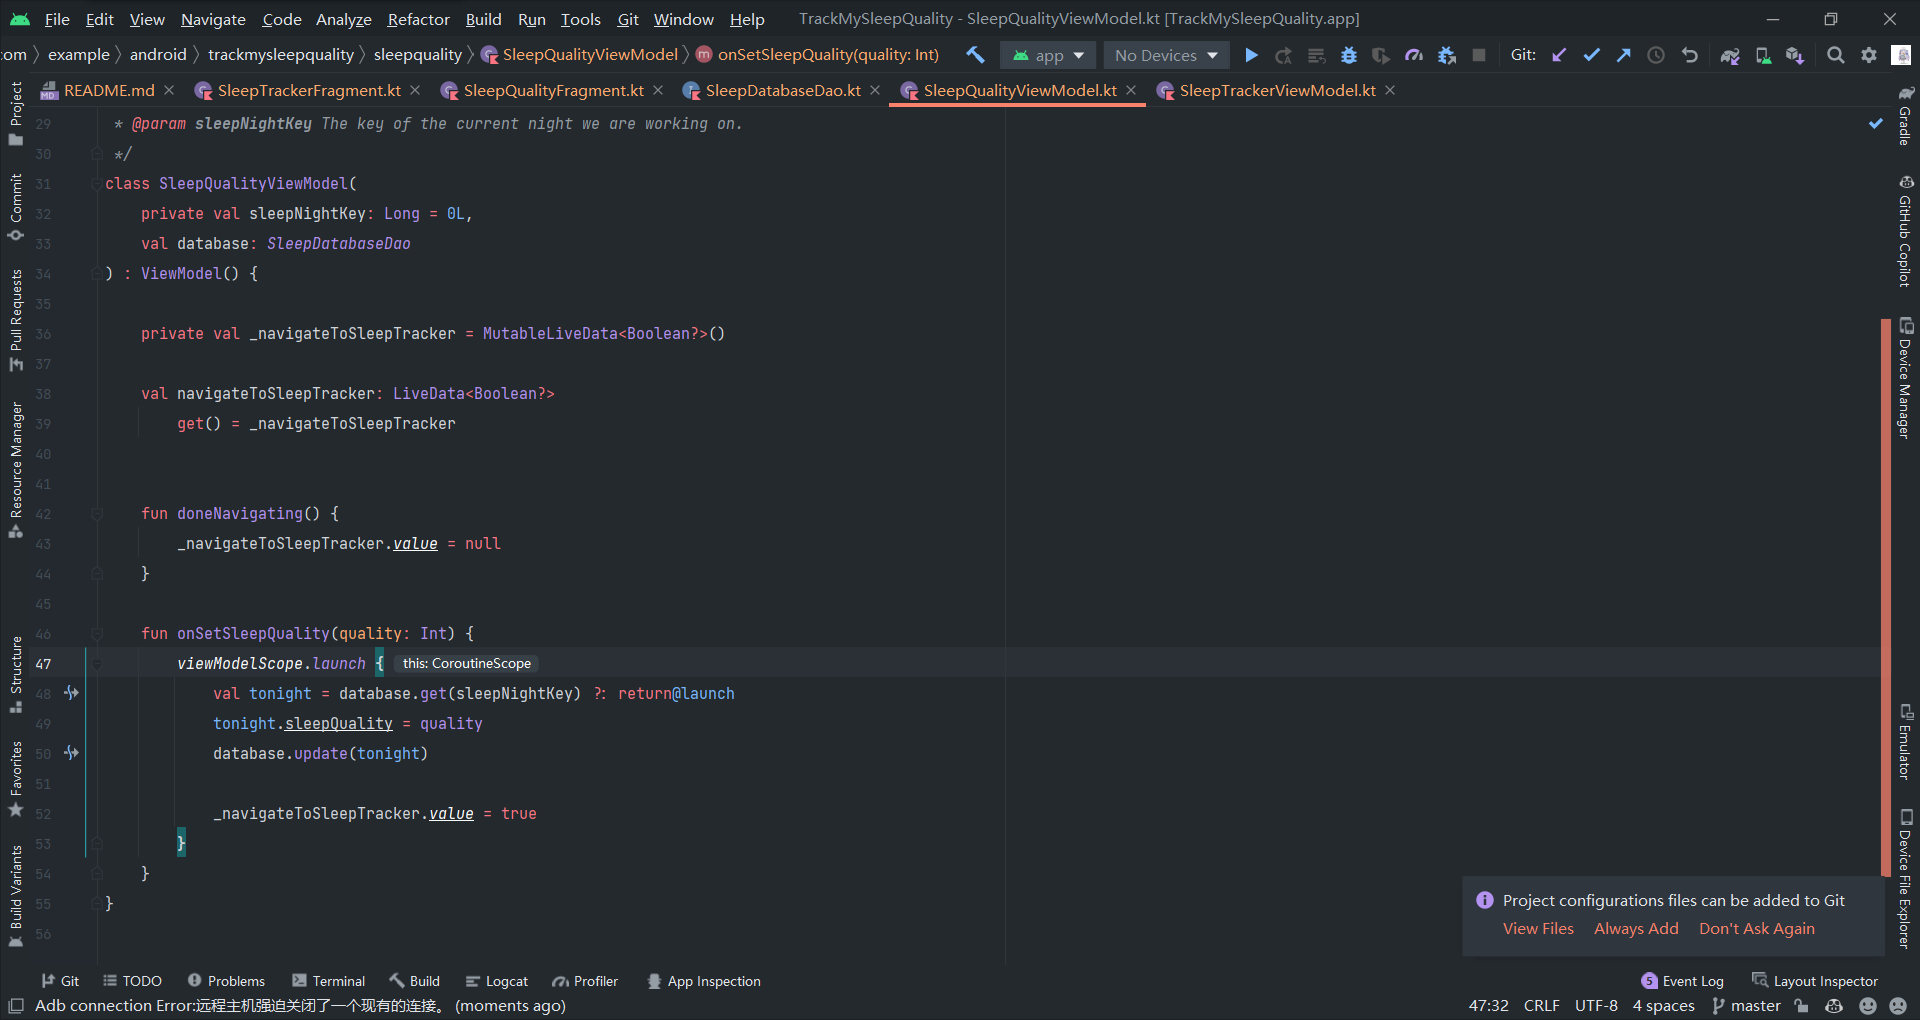 File Edit View Navigate Code Analyze Refactor Build Run Tools Git Window Help TrackMySleepQuality - SleepQualityViewModel.kt [TrackMySleepQuality.app]
om example android trackmysleepquality sleepquality SleepQualityViewModel onSetSleepQuality(quality: Int) app No Devices Git:
README.md SleepTrackerFragment.kt SleepQualityFragment.kt SleepDatabaseDao.kt SleepQualityViewModel.kt SleepTrackerViewModel.kt
29 * @param sleepNightKey The key of the current night we are working on.
30 */
31 class SleepQualityViewModel(
32 private val sleepNightKey: Long = 0L,
33 val database: SleepDatabaseDao
34 ) : ViewModel() {
35
36 private val _navigateToSleepTracker = MutableLiveData<Boolean?>()
37
38 val navigateToSleepTracker: LiveData<Boolean?>
39 get() = _navigateToSleepTracker
40
41
42 fun doneNavigating() {
43 _navigateToSleepTracker.value = null
44 }
45
46 fun onSetSleepQuality(quality: Int) {
47 viewModelScope.launch { this: CoroutineScope
48 val tonight = database.get(sleepNightKey) ?: return@launch
49 tonight.sleepQuality = quality
50 database.update(tonight)
51
52 _navigateToSleepTracker.value = true
53 }
54 }
55 }
56
Project
Commit
Pull Requests
Resource Manager
Structure
Favorites
Build Variants
Gradle
GitHub Copilot
Device Manager
Emulator
Device File Explorer
Project configurations files can be added to Git
View Files Always Add Don't Ask Again
Git TODO Problems Terminal Build Logcat Profiler App Inspection 5 Event Log Layout Inspector
Adb connection Error:远程主机强迫关闭了一个现有的连接。 (moments ago) 47:32 CRLF UTF-8 4 spaces master